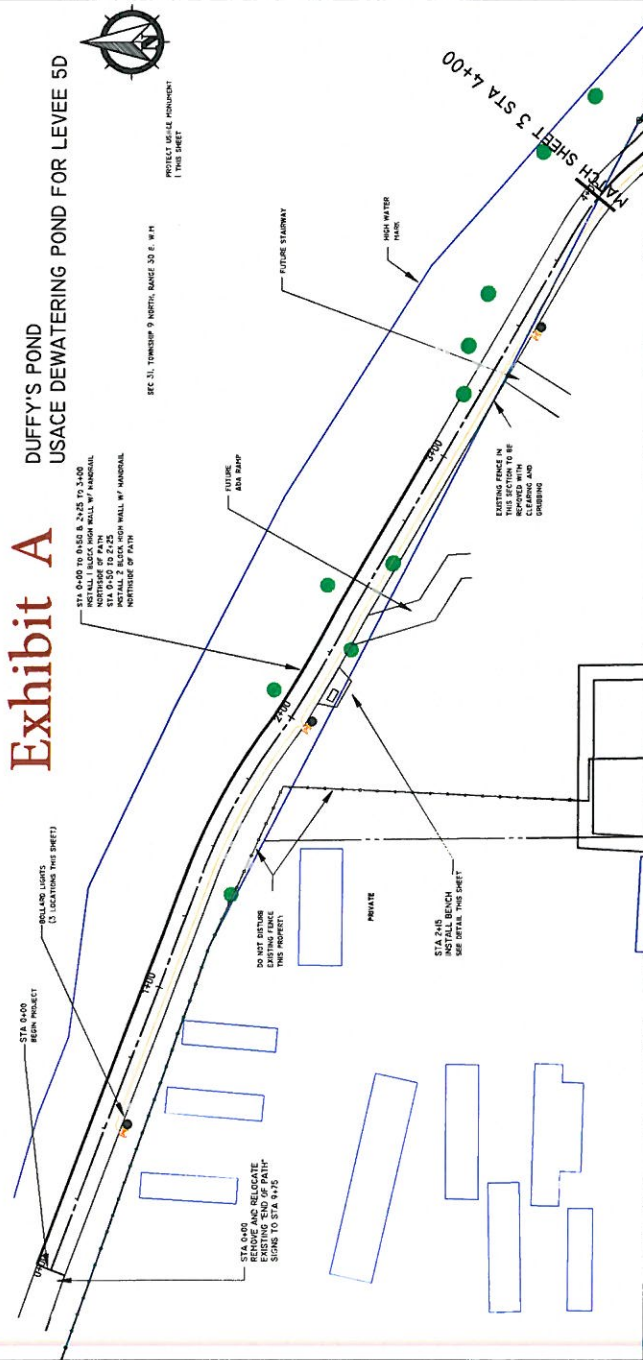 Exhibit A
DUFFY'S POND
USACE DEWATERING POND FOR LEVEE 5D
N
PROTECT USACE MONUMENT
1 THIS SHEET
SEC 31, TOWNSHIP 9 NORTH, RANGE 30 E. W.M
STA 0+00 TO 0+50 & 2+25 TO 3+00
INSTALL 1 BLOCK HIGH WALL W/ HANDRAIL
NORTHSIDE OF PATH
STA 0+50 TO 2+25
INSTALL 2 BLOCK HIGH WALL W/ HANDRAIL
NORTHSIDE OF PATH
BOLLARD LIGHTS
(3 LOCATIONS THIS SHEET)
STA 0+00
BEGIN PROJECT
0+00
1+00
2+00
3+00
FUTURE
ADA RAMP
FUTURE STAIRWAY
HIGH WATER
MARK
MATCH SHEET 3 STA 4+00
STA 0+00
REMOVE AND RELOCATE
EXISTING "END OF PATH"
SIGNS TO STA 9+75
DO NOT DISTURB
EXISTING FENCE
THIS PROPERTY
PRIVATE
STA 2+15
INSTALL BENCH
SEE DETAIL THIS SHEET
EXISTING FENCE IN
THIS SECTION TO BE
REMOVED WITH
CLEARING AND
GRUBBING